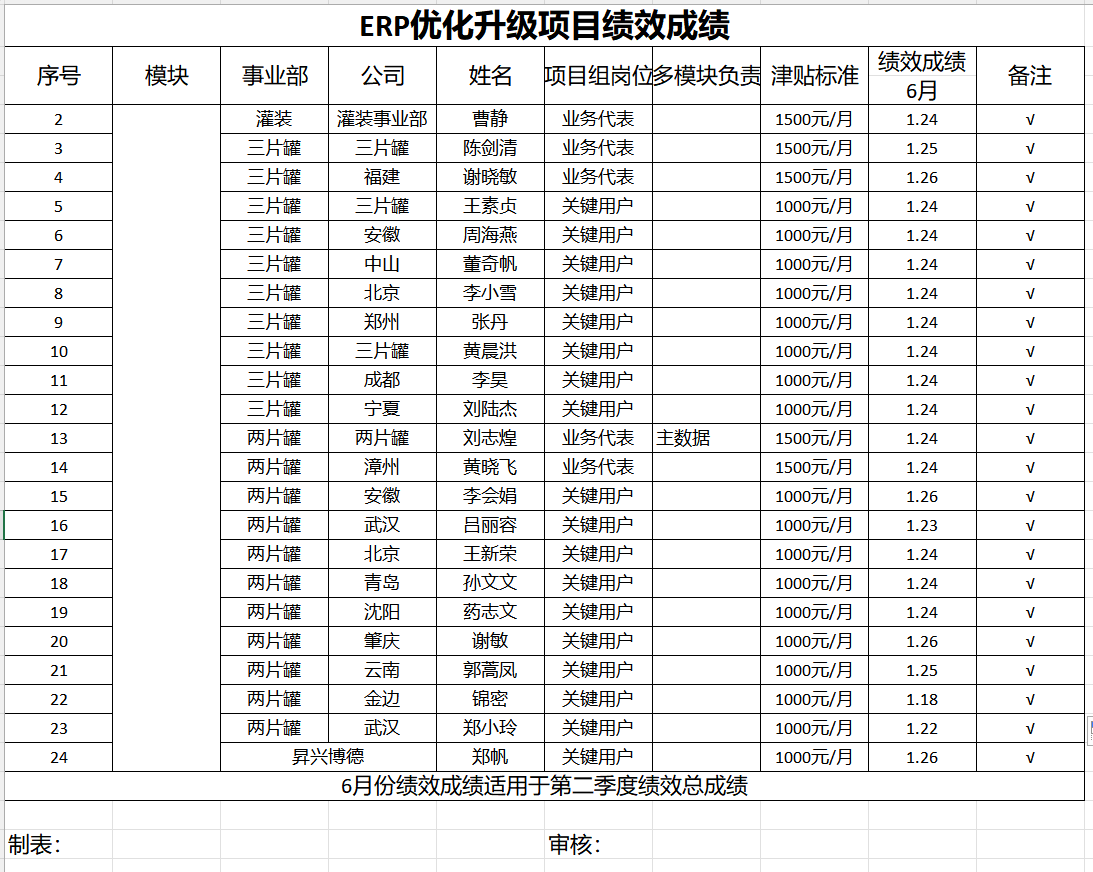 ERP优化升级项目绩效成绩
序号 模块 事业部 公司 姓名 项目组岗位 多模块负责 津贴标准 绩效成绩 备注
6月
2 灌装 灌装事业部 曹静 业务代表 1500元/月 1.24 √
3 三片罐 三片罐 陈剑清 业务代表 1500元/月 1.25 √
4 三片罐 福建 谢晓敏 业务代表 1500元/月 1.26 √
5 三片罐 三片罐 王素贞 关键用户 1000元/月 1.24 √
6 三片罐 安徽 周海燕 关键用户 1000元/月 1.24 √
7 三片罐 中山 董奇帆 关键用户 1000元/月 1.24 √
8 三片罐 北京 李小雪 关键用户 1000元/月 1.24 √
9 三片罐 郑州 张丹 关键用户 1000元/月 1.24 √
10 三片罐 三片罐 黄晨洪 关键用户 1000元/月 1.24 √
11 三片罐 成都 李昊 关键用户 1000元/月 1.24 √
12 三片罐 宁夏 刘陆杰 关键用户 1000元/月 1.24 √
13 两片罐 两片罐 刘志煌 业务代表 主数据 1500元/月 1.24 √
14 两片罐 漳州 黄晓飞 业务代表 1500元/月 1.24 √
15 两片罐 安徽 李会娟 关键用户 1000元/月 1.26 √
16 两片罐 武汉 吕丽容 关键用户 1000元/月 1.23 √
17 两片罐 北京 王新荣 关键用户 1000元/月 1.24 √
18 两片罐 青岛 孙文文 关键用户 1000元/月 1.24 √
19 两片罐 沈阳 药志文 关键用户 1000元/月 1.24 √
20 两片罐 肇庆 谢敏 关键用户 1000元/月 1.26 √
21 两片罐 云南 郭蒿凤 关键用户 1000元/月 1.25 √
22 两片罐 金边 锦密 关键用户 1000元/月 1.18 √
23 两片罐 武汉 郑小玲 关键用户 1000元/月 1.22 √
24 昇兴博德 郑帆 关键用户 1000元/月 1.26 √
6月份绩效成绩适用于第二季度绩效总成绩
制表： 审核：